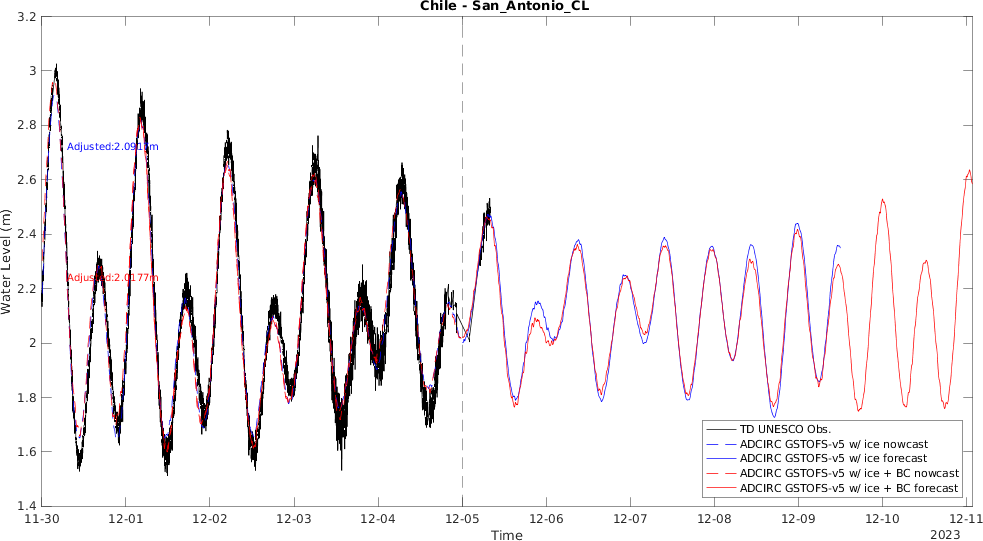 Chile - San_Antonio_CL
3.2
3
2.8
2.6
2.4
2.2
2
1.8
1.6
1.4
Water Level (m)
Adjusted:2.0915m
Adjusted:2.0177m
TD UNESCO Obs.
ADCIRC GSTOFS-v5 w/ ice nowcast
ADCIRC GSTOFS-v5 w/ ice forecast
ADCIRC GSTOFS-v5 w/ ice + BC nowcast
ADCIRC GSTOFS-v5 w/ ice + BC forecast
11-30 12-01 12-02 12-03 12-04 12-05 12-06 12-07 12-08 12-09 12-10 12-11
Time
2023